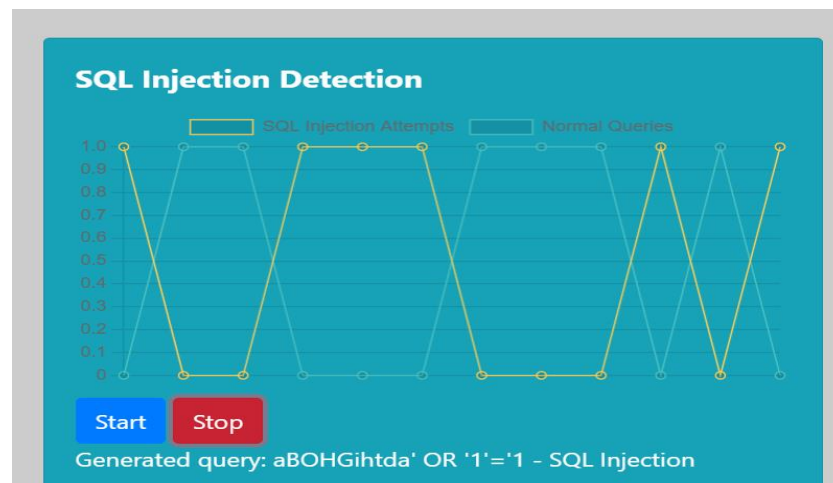 SQL Injection Detection
SQL Injection Attempts Normal Queries
1.0
0.9
0.8
0.7
0.6
0.5
0.4
0.3
0.2
0.1
0
Start Stop
Generated query: aBOHGihtda' OR '1'='1 - SQL Injection